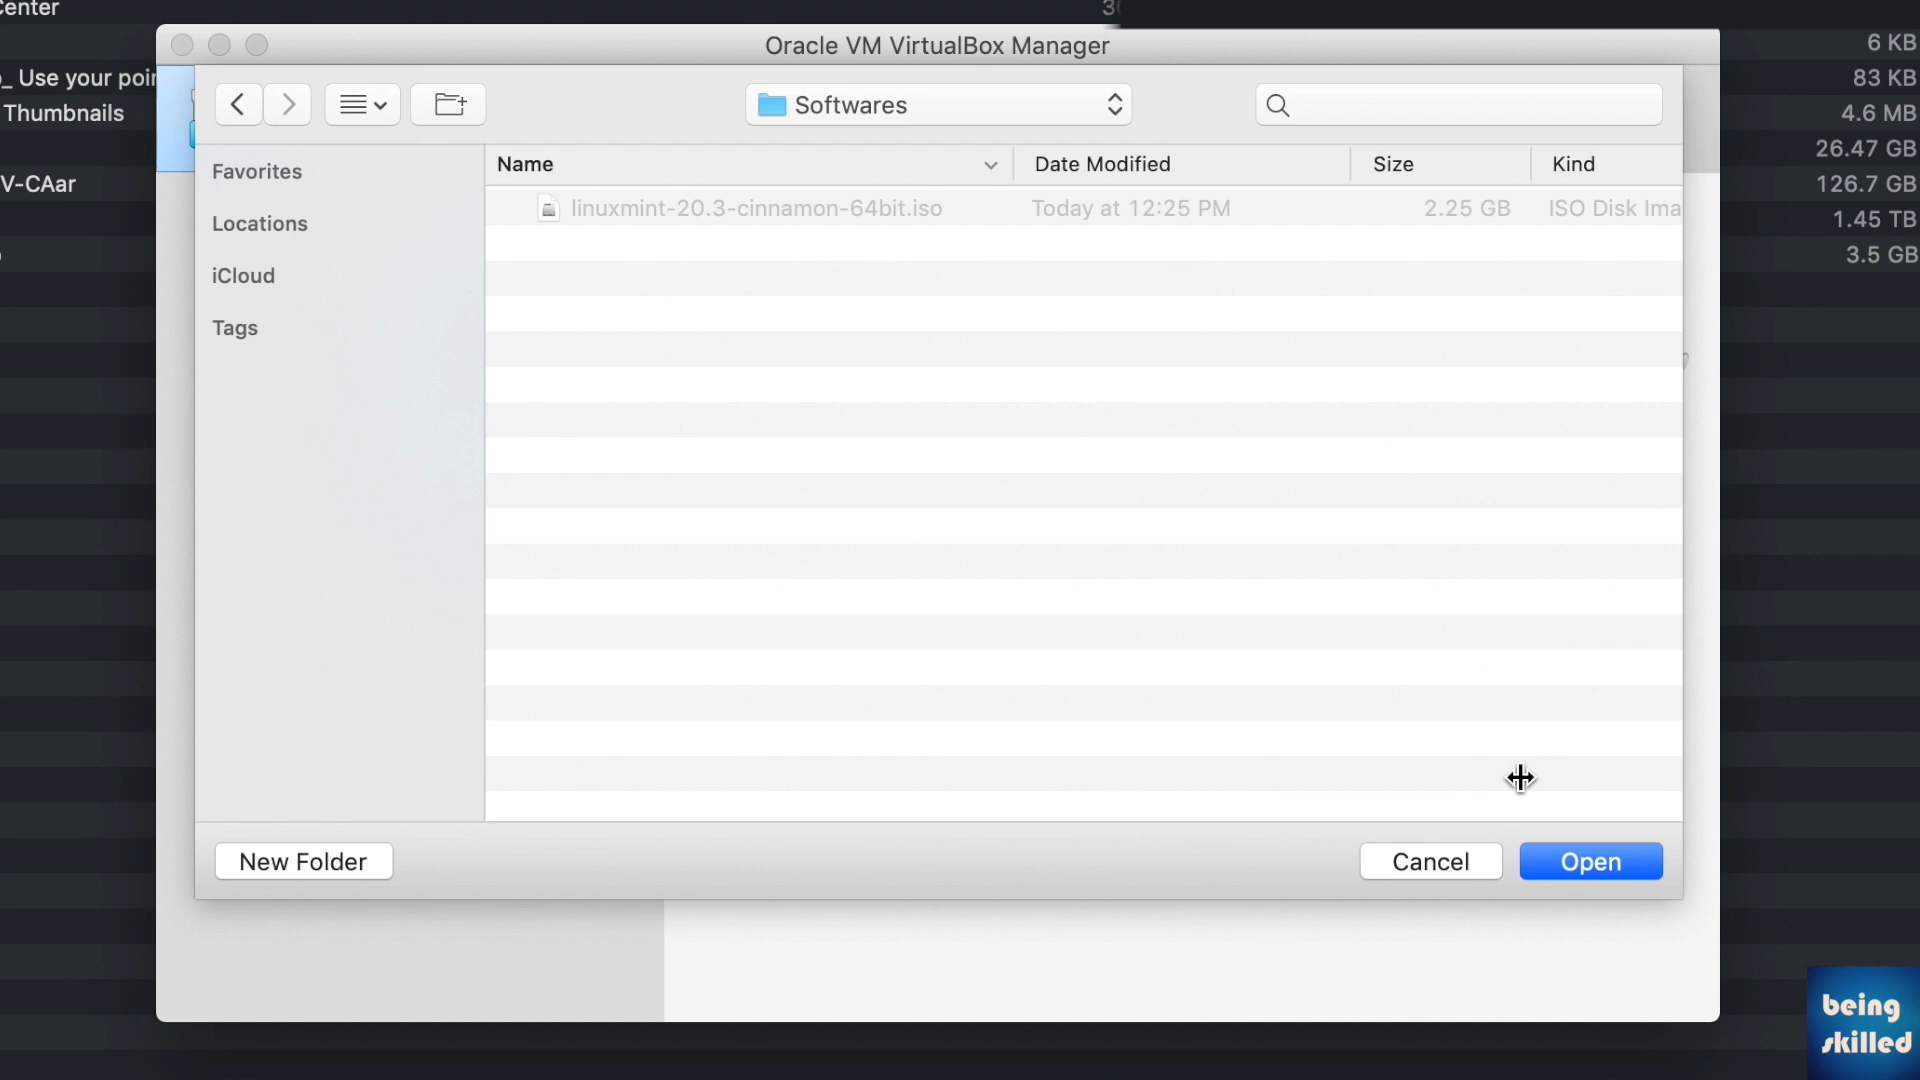 enter
6 KB
_ Use your poin
83 KB
Thumbnails
4.6 MB
26.47 GB
V-CAar
126.7 GB
1.45 TB
3.5 GB
Oracle VM VirtualBox Manager
Softwares
Favorites
Locations
iCloud
Tags
Name Date Modified Size Kind
linuxmint-20.3-cinnamon-64bit.iso Today at 12:25 PM 2.25 GB ISO Disk Ima
New Folder
Cancel
Open
being
skilled